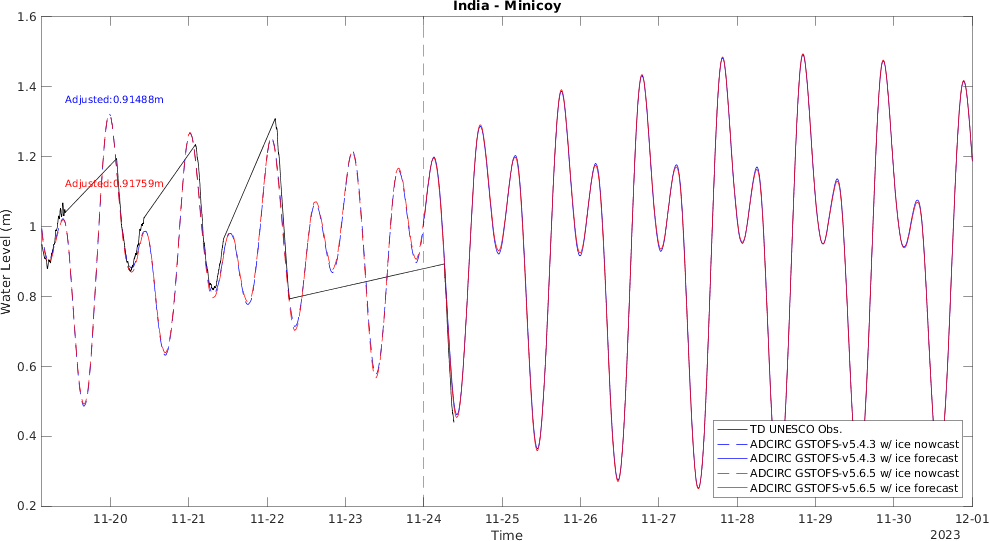 India - Minicoy
1.6
1.4
1.2
1
0.8
0.6
0.4
0.2
Water Level (m)
Adjusted:0.91488m
Adjusted:0.91759m
TD UNESCO Obs.
ADCIRC GSTOFS-v5.4.3 w/ ice nowcast
ADCIRC GSTOFS-v5.4.3 w/ ice forecast
ADCIRC GSTOFS-v5.6.5 w/ ice nowcast
ADCIRC GSTOFS-v5.6.5 w/ ice forecast
11-20 11-21 11-22 11-23 11-24 11-25 11-26 11-27 11-28 11-29 11-30 12-01
Time
2023